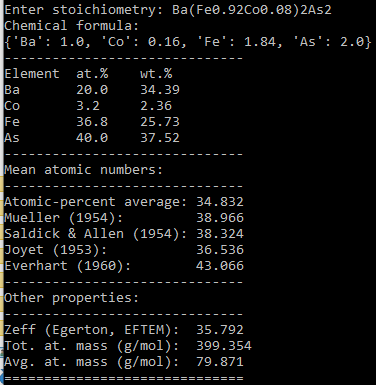 Enter stoichiometry: Ba(Fe0.92Co0.08)2As2
Chemical formula:
{'Ba': 1.0, 'Co': 0.16, 'Fe': 1.84, 'As': 2.0}
-------------------------------
Element  at.%    wt.%
Ba       20.0    34.39
Co       3.2     2.36
Fe       36.8    25.73
As       40.0    37.52
-------------------------------
Mean atomic numbers:
-------------------------------
Atomic-percent average: 34.832
Mueller (1954):         38.966
Saldick & Allen (1954): 38.324
Joyet (1953):           36.536
Everhart (1960):        43.066
-------------------------------
Other properties:
-------------------------------
Zeff (Egerton, EFTEM):  35.792
Tot. at. mass (g/mol):  399.354
Avg. at. mass (g/mol):  79.871
===============================